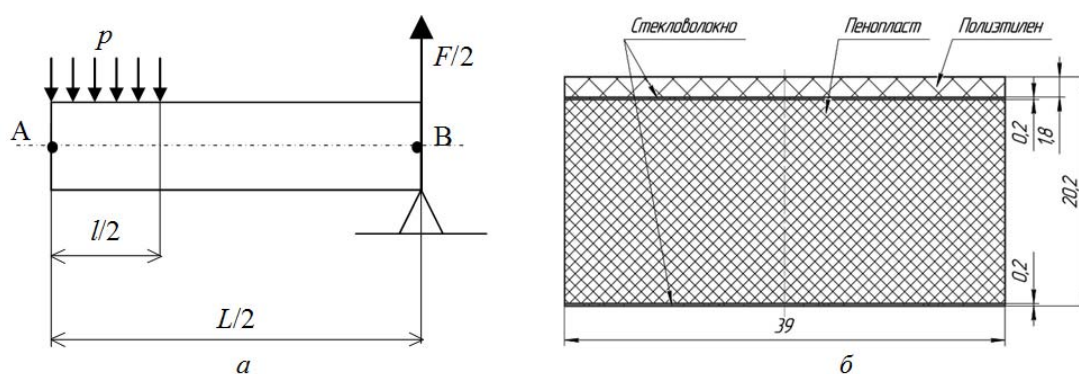 p
F/2
A
B
l/2
L/2
а
Стекловолокно
Пенопласт
Полиэтилен
0,2
1,8
20,2
0,2
39
б